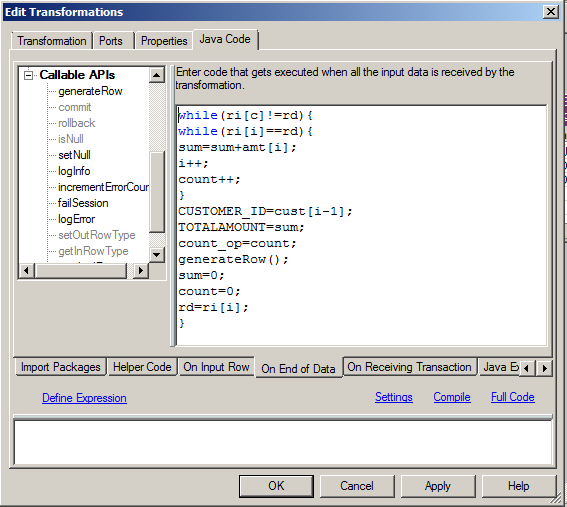 Edit Transformations
Transformation Ports Properties Java Code
Callable APIs
generateRow
commit
rollback
isNull
setNull
logInfo
incrementErrorCour
failSession
logError
setOutRowType
getInRowType
Enter code that gets executed when all the input data is received by the
transformation.
while(ri[c]!=rd){
while(ri[i]==rd){
sum=sum+amt[i];
i++;
count++;
}
CUSTOMER_ID=cust[i-1];
TOTALAMOUNT=sum;
count_op=count;
generateRow();
sum=0;
count=0;
rd=ri[i];
}
Import Packages Helper Code On Input Row On End of Data On Receiving Transaction Java E
Define Expression Settings Compile Full Code
OK Cancel Apply Help